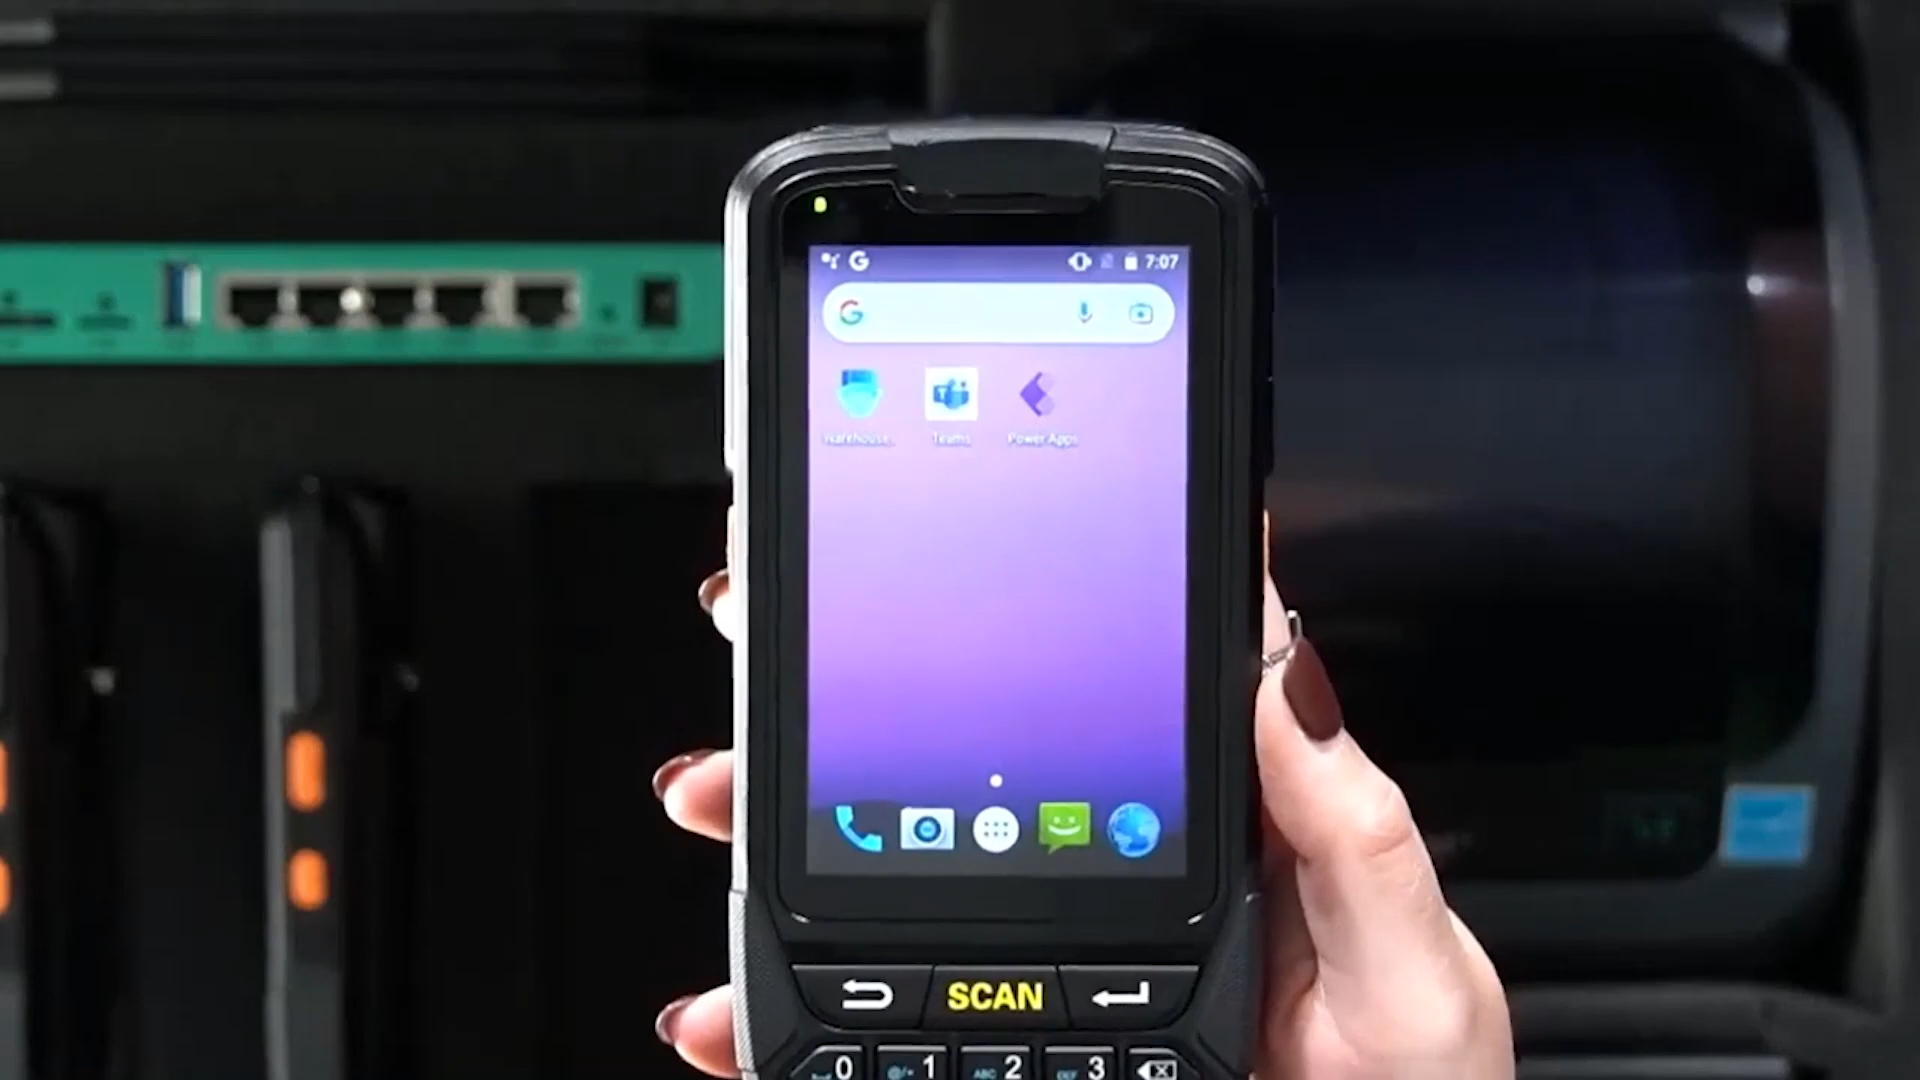 7:07
Warehouse..
Teams
Power Apps
SCAN
0
@/* 1
ABC 2
DEF 3